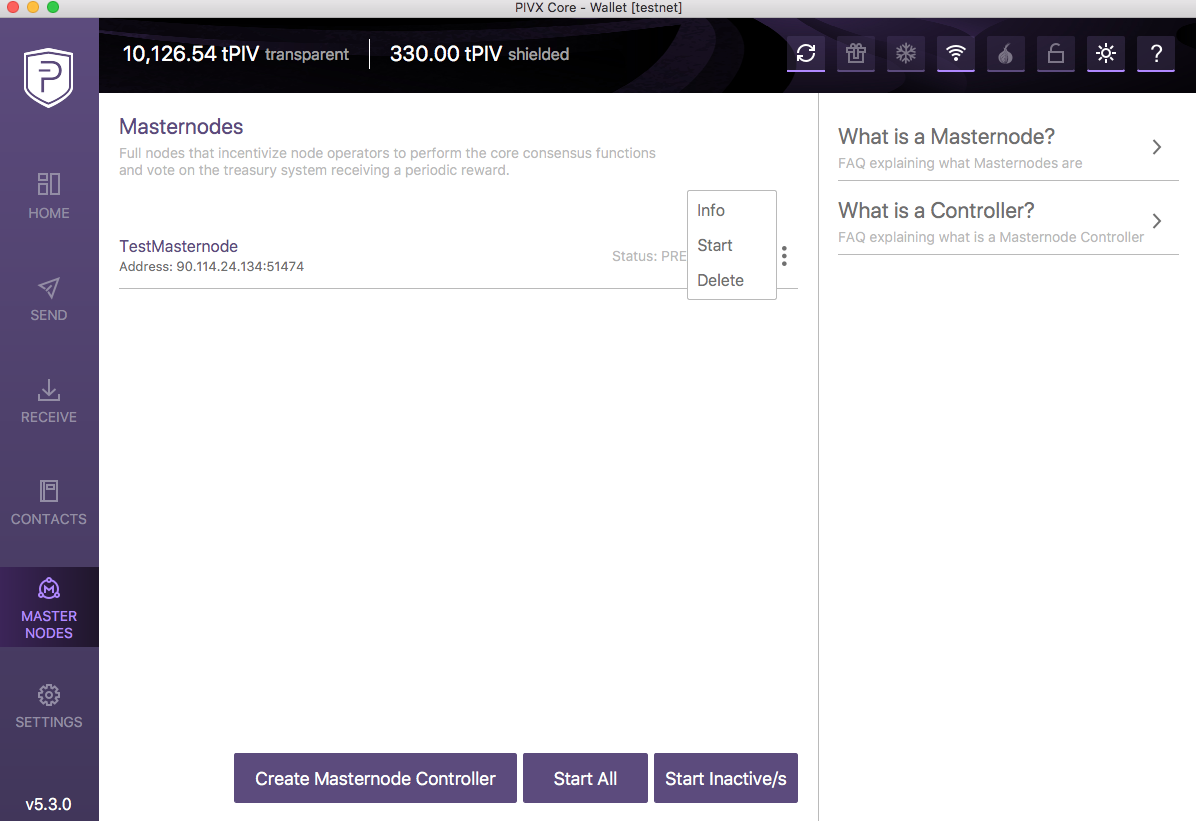 PIVX Core - Wallet [testnet]
10,126.54 tPIV transparent
330.00 tPIV shielded
?
HOME
SEND
RECEIVE
CONTACTS
MASTER
NODES
SETTINGS
v5.3.0
Masternodes
Full nodes that incentivize node operators to perform the core consensus functions
and vote on the treasury system receiving a periodic reward.
TestMasternode
Address: 90.114.24.134:51474
Status: PRE
Info
Start
Delete
Create Masternode Controller
Start All
Start Inactive/s
What is a Masternode?
FAQ explaining what Masternodes are
What is a Controller?
FAQ explaining what is a Masternode Controller